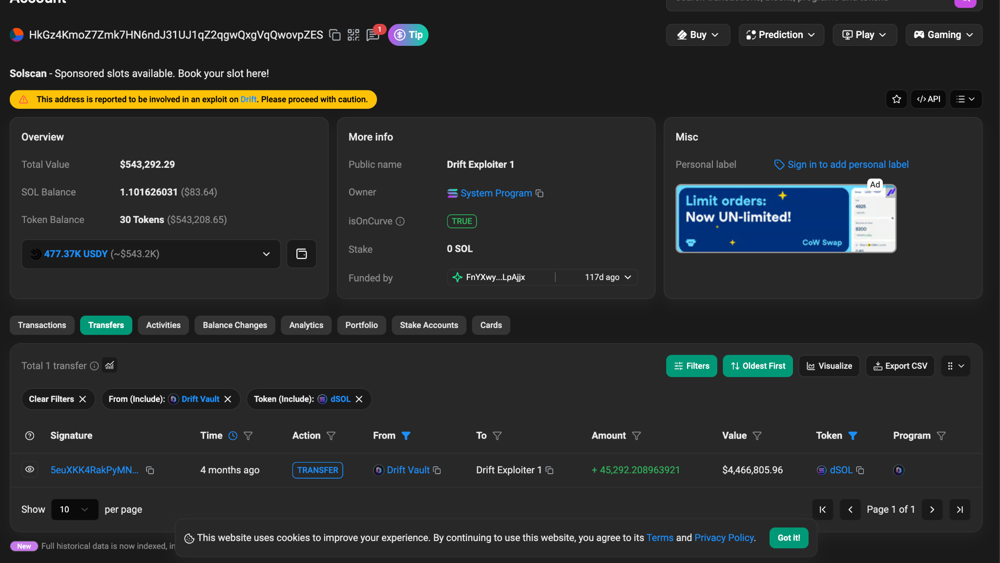 Account
HkGz4KmoZ7Zmk7HN6ndJ31UJ1qZ2qgwQxgVqQwovpZES 1 Tip
Buy Prediction Play Gaming
Solscan - Sponsored slots available. Book your slot here!
This address is reported to be involved in an exploit on Drift. Please proceed with caution.
</> API
Overview
Total Value $543,292.29
SOL Balance 1.101626031 ($83.64)
Token Balance 30 Tokens ($543,208.65)
477.37K USDY (~$543.2K)
More info
Public name Drift Exploiter 1
Owner System Program
isOnCurve TRUE
Stake 0 SOL
Funded by FnYXwy...LpAjjx 117d ago
Misc
Personal label Sign in to add personal label
Ad
Limit orders:
Now UN-limited!
CoW Swap
4925
8200
Transactions Transfers Activities Balance Changes Analytics Portfolio Stake Accounts Cards
Total 1 transfer
Filters Oldest First Visualize Export CSV
Clear Filters From (Include): Drift Vault Token (Include): dSOL
Signature Time Action From To Amount Value Token Program
5euXKK4RakPyMN... 4 months ago TRANSFER Drift Vault Drift Exploiter 1 + 45,292.208963921 $4,466,805.96 dSOL
Show 10 per page
Page 1 of 1
This website uses cookies to improve your experience. By continuing to use this website, you agree to its Terms and Privacy Policy. Got it!
New Full historical data is now indexed,